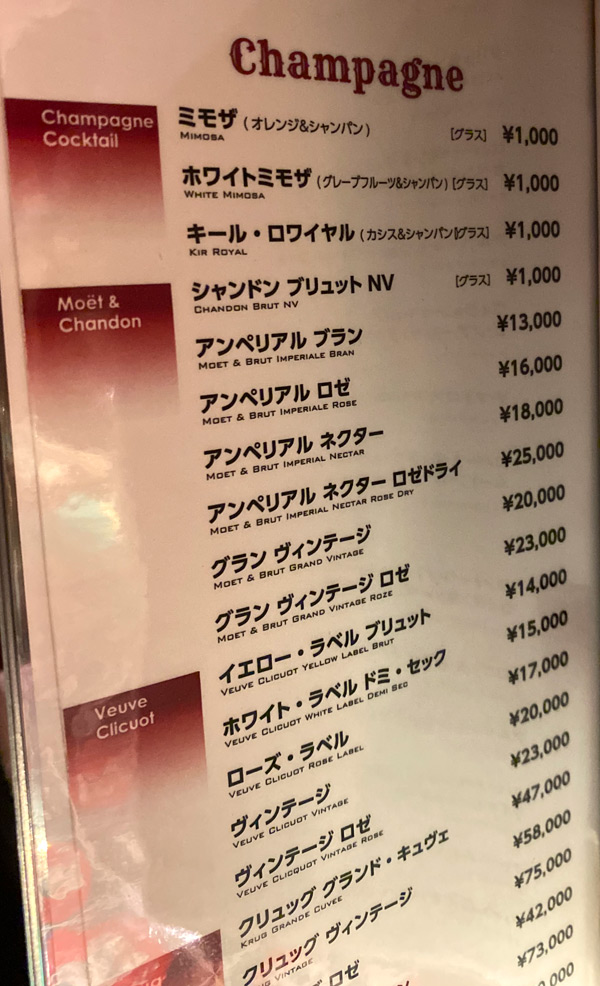 Champagne
Champagne
Cocktail
ミモザ (オレンジ&シャンパン) [グラス] ¥1,000
MIMOSA
ホワイトミモザ (グレープフルーツ&シャンパン) [グラス] ¥1,000
WHITE MIMOSA
キール・ロワイヤル (カシス&シャンパン)[グラス] ¥1,000
KIR ROYAL
Moët &
Chandon
シャンドン ブリュット NV [グラス] ¥1,000
CHANDON BRUT NV
アンペリアル ブラン ¥13,000
MOET & BRUT IMPERIALE BRAN
アンペリアル ロゼ ¥16,000
MOET & BRUT IMPERIALE ROSE
アンペリアル ネクター ¥18,000
MOET & BRUT IMPERIAL NECTAR
アンペリアル ネクター ロゼドライ ¥25,000
MOET & BRUT IMPERIAL NECTAR ROSE DRY
グラン ヴィンテージ ¥20,000
MOET & BRUT GRAND VINTAGE
グラン ヴィンテージ ロゼ ¥23,000
MOET & BRUT GRAND VINTAGE ROZE
Veuve
Clicuot
イエロー・ラベル ブリュット ¥14,000
VEUVE CLICUOT YELLOW LABEL BRUT
ホワイト・ラベル ドミ・セック ¥15,000
VEUVE CLICUOT WHITE LABEL DEMI SEC
ローズ・ラベル ¥17,000
VEUVE CLICUOT ROSE LABEL
ヴィンテージ ¥20,000
VEUVE CLICUOT VINTAGE
ヴィンテージ ロゼ ¥23,000
VEUVE CLICQUOT VINTAGE ROSE
クリュッグ グランド・キュヴェ ¥47,000
KRUG GRANDE CUVEE
クリュッグ ヴィンテージ ¥58,000
VINTAGE
ロゼ ¥75,000
¥42,000
¥73,000